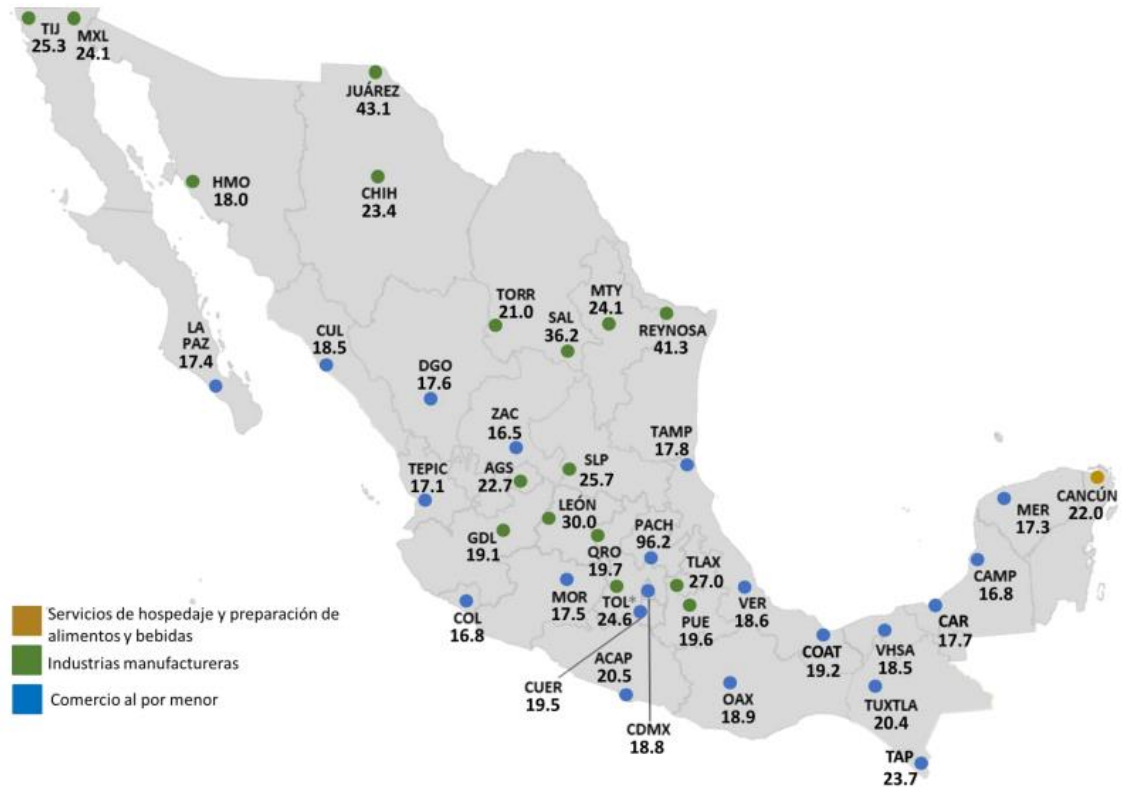 TIJ
25.3
MXL
24.1
JUÁREZ
43.1
HMO
18.0
CHIH
23.4
TORR
21.0
MTY
24.1
SAL
36.2
REYNOSA
41.3
LA
PAZ
17.4
CUL
18.5
DGO
17.6
ZAC
16.5
TAMP
17.8
TEPIC
17.1
AGS
22.7
SLP
25.7
CANCÚN
22.0
MER
17.3
LEÓN
30.0
GDL
19.1
QRO
19.7
PACH
96.2
TLAX
27.0
CAMP
16.8
COL
16.8
MOR
17.5
TOL*
24.6
PUE
19.6
VER
18.6
CAR
17.7
COAT
19.2
VHSA
18.5
ACAP
20.5
CUER
19.5
CDMX
18.8
OAX
18.9
TUXTLA
20.4
TAP
23.7
Servicios de hospedaje y preparación de
alimentos y bebidas
Industrias manufactureras
Comercio al por menor